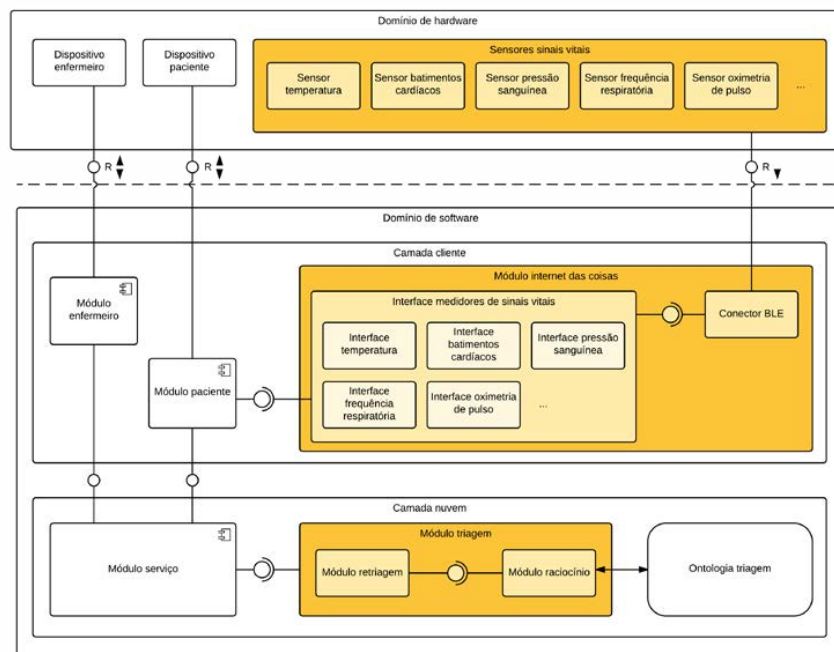 Domínio de hardware
Dispositivo
enfermeiro
Dispositivo
paciente
Sensores sinais vitais
Sensor
temperatura
Sensor batimentos
cardíacos
Sensor pressão
sanguínea
Sensor frequência
respiratória
Sensor oximetria
de pulso
...
R
R
R
Domínio de software
Camada cliente
Módulo
enfermeiro
Módulo paciente
Módulo internet das coisas
Interface medidores de sinais vitais
Interface
temperatura
Interface
batimentos
cardíacos
Interface pressão
sanguínea
Interface
frequência
respiratória
Interface oximetria
de pulso
...
Conector BLE
Camada nuvem
Módulo serviço
Módulo triagem
Módulo retriagem
Módulo raciocínio
Ontologia triagem